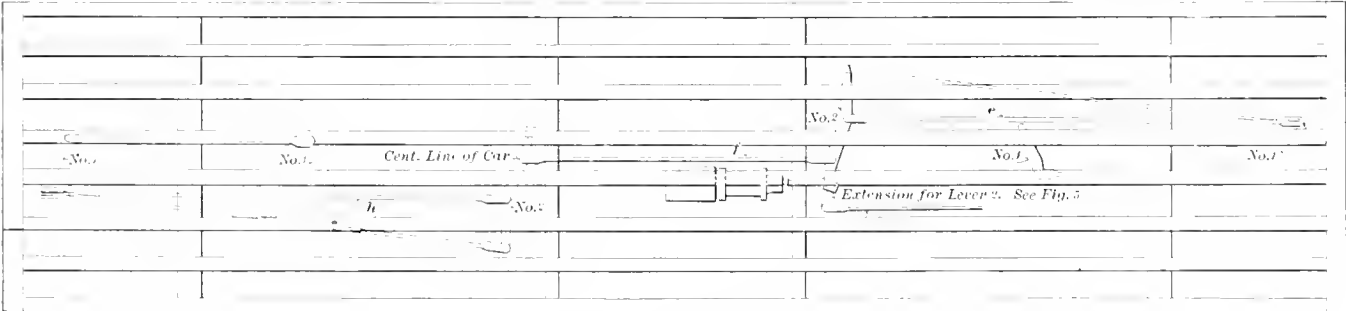 No.2
e
No.1
No.1.
Cent. Line of Car
f
No.1
No.1
Extension for Lever 2. See Fig. 5
h
No.2